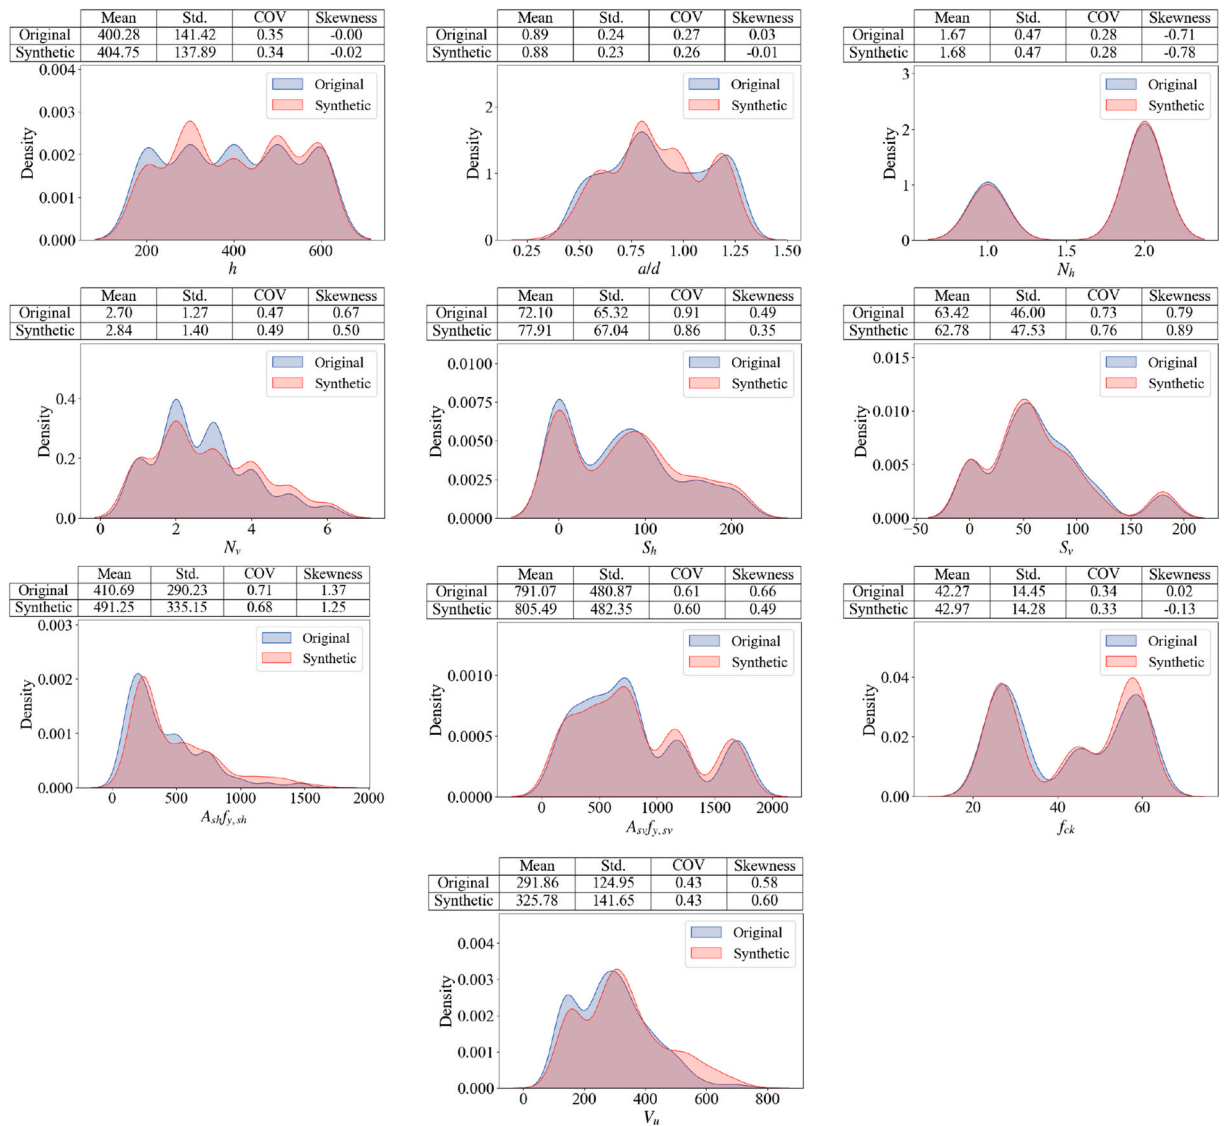 Mean Std. COV Skewness
Original 400.28 141.42 0.35 -0.00
Synthetic 404.75 137.89 0.34 -0.02
0.004
0.003
0.002
0.001
0.000
Density
Original
Synthetic
200 400 600
h
Mean Std. COV Skewness
Original 0.89 0.24 0.27 0.03
Synthetic 0.88 0.23 0.26 -0.01
2
1
0
Density
Original
Synthetic
0.25 0.50 0.75 1.00 1.25 1.50
a/d
Mean Std. COV Skewness
Original 1.67 0.47 0.28 -0.71
Synthetic 1.68 0.47 0.28 -0.78
3
2
1
0
Density
Original
Synthetic
1.0 1.5 2.0
N_h
Mean Std. COV Skewness
Original 2.70 1.27 0.47 0.67
Synthetic 2.84 1.40 0.49 0.50
0.4
0.2
0.0
Density
Original
Synthetic
0 2 4 6
N_v
Mean Std. COV Skewness
Original 72.10 65.32 0.91 0.49
Synthetic 77.91 67.04 0.86 0.35
0.0100
0.0075
0.0050
0.0025
0.0000
Density
Original
Synthetic
0 100 200
S_h
Mean Std. COV Skewness
Original 63.42 46.00 0.73 0.79
Synthetic 62.78 47.53 0.76 0.89
0.015
0.010
0.005
0.000
Density
Original
Synthetic
−50 0 50 100 150 200
S_v
Mean Std. COV Skewness
Original 410.69 290.23 0.71 1.37
Synthetic 491.25 335.15 0.68 1.25
0.003
0.002
0.001
0.000
Density
Original
Synthetic
0 500 1000 1500 2000
A_{sh}f_{y,sh}
Mean Std. COV Skewness
Original 791.07 480.87 0.61 0.66
Synthetic 805.49 482.35 0.60 0.49
0.0010
0.0005
0.0000
Density
Original
Synthetic
0 500 1000 1500 2000
A_{sv}f_{y,sv}
Mean Std. COV Skewness
Original 42.27 14.45 0.34 0.02
Synthetic 42.97 14.28 0.33 -0.13
0.04
0.02
0.00
Density
Original
Synthetic
20 40 60
f_{ck}
Mean Std. COV Skewness
Original 291.86 124.95 0.43 0.58
Synthetic 325.78 141.65 0.43 0.60
0.004
0.003
0.002
0.001
0.000
Density
Original
Synthetic
0 200 400 600 800
V_u